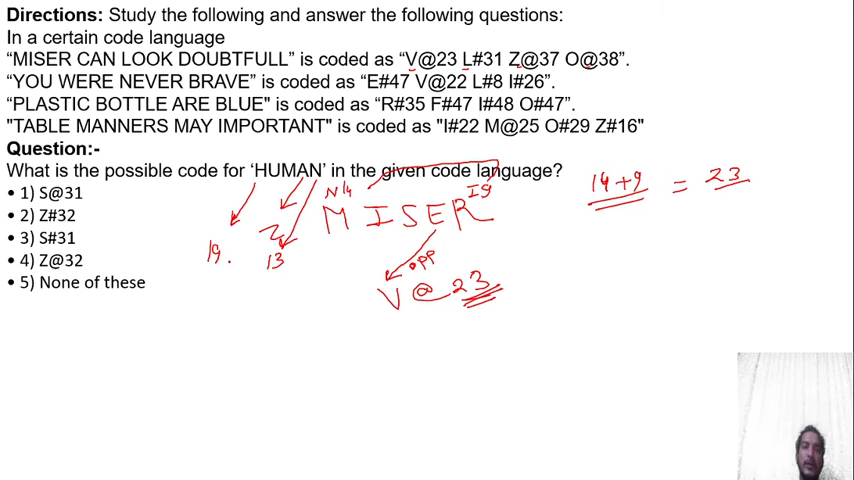 Directions: Study the following and answer the following questions:
In a certain code language
“MISER CAN LOOK DOUBTFULL” is coded as “V@23 L#31 Z@37 O@38”.
“YOU WERE NEVER BRAVE” is coded as “E#47 V@22 L#8 I#26”.
“PLASTIC BOTTLE ARE BLUE" is coded as “R#35 F#47 I#48 O#47”.
"TABLE MANNERS MAY IMPORTANT" is coded as "I#22 M@25 O#29 Z#16"
Question:-
What is the possible code for ‘HUMAN’ in the given code language?
• 1) S@31
• 2) Z#32
• 3) S#31
• 4) Z@32
• 5) None of these
14+9 = 23
N14 I9
MISER
19. Z 13
opp
V@23